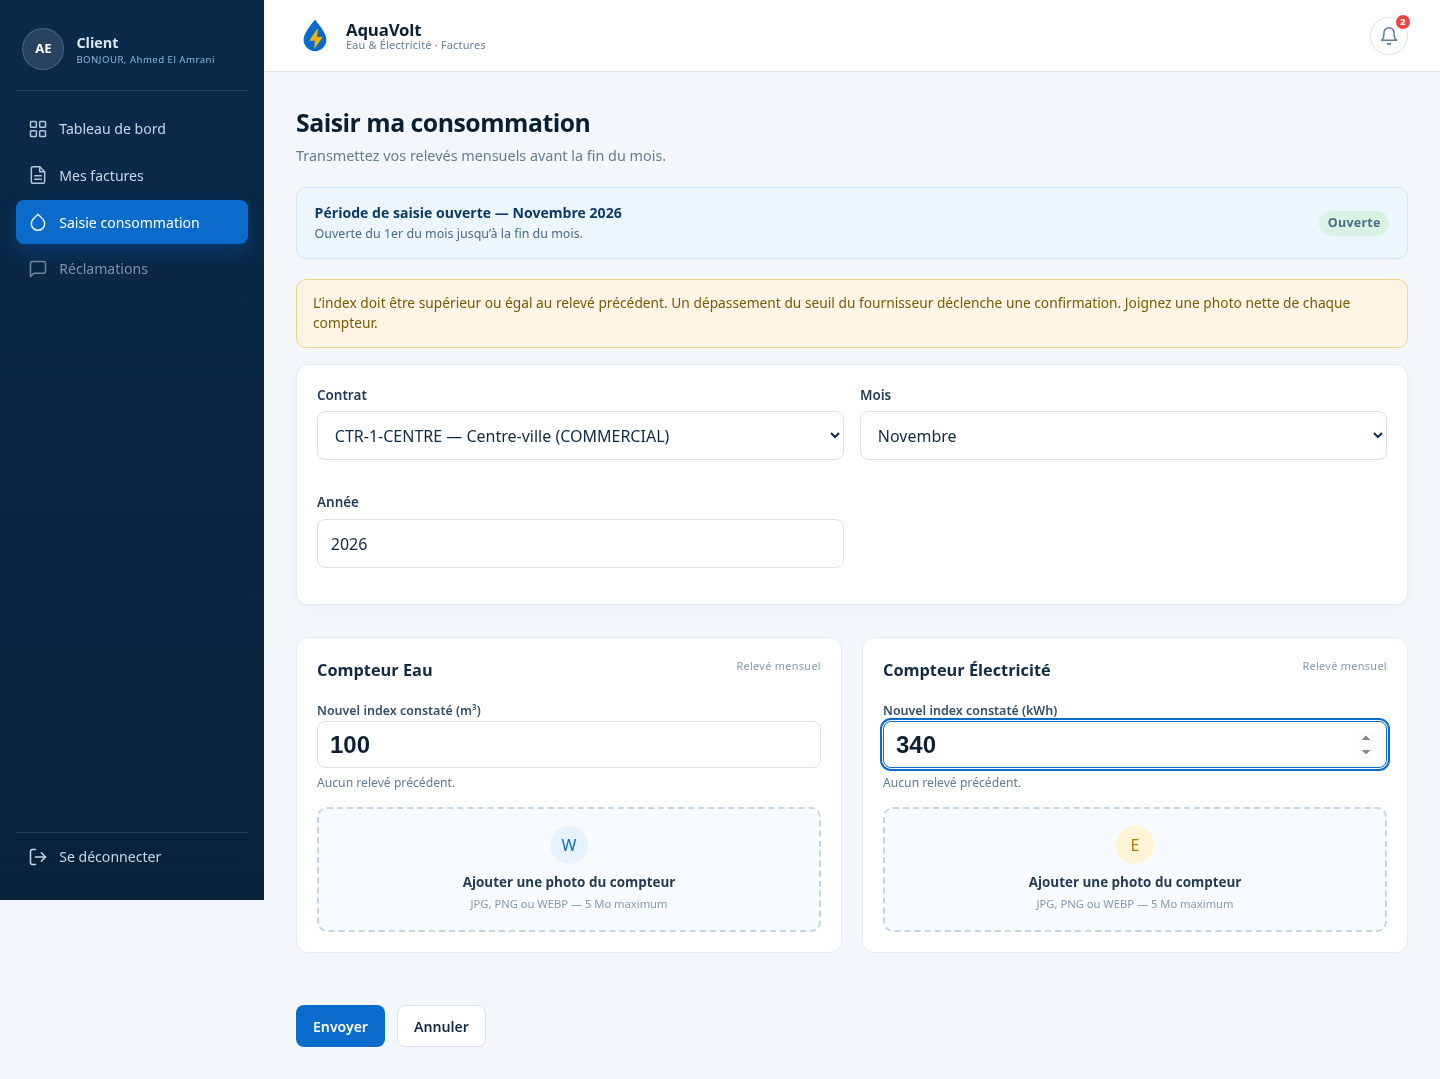 AE
Client
BONJOUR, Ahmed El Amrani
Tableau de bord
Mes factures
Saisie consommation
Réclamations
Se déconnecter
AquaVolt
Eau & Électricité · Factures
2
Saisir ma consommation
Transmettez vos relevés mensuels avant la fin du mois.
Période de saisie ouverte — Novembre 2026
Ouverte du 1er du mois jusqu’à la fin du mois.
Ouverte
L’index doit être supérieur ou égal au relevé précédent. Un dépassement du seuil du fournisseur déclenche une confirmation. Joignez une photo nette de chaque
compteur.
Contrat
CTR-1-CENTRE — Centre-ville (COMMERCIAL)
Mois
Novembre
Année
2026
Compteur Eau
Relevé mensuel
Nouvel index constaté (m³)
100
Aucun relevé précédent.
W
Ajouter une photo du compteur
JPG, PNG ou WEBP — 5 Mo maximum
Compteur Électricité
Relevé mensuel
Nouvel index constaté (kWh)
340
Aucun relevé précédent.
E
Ajouter une photo du compteur
JPG, PNG ou WEBP — 5 Mo maximum
Envoyer
Annuler